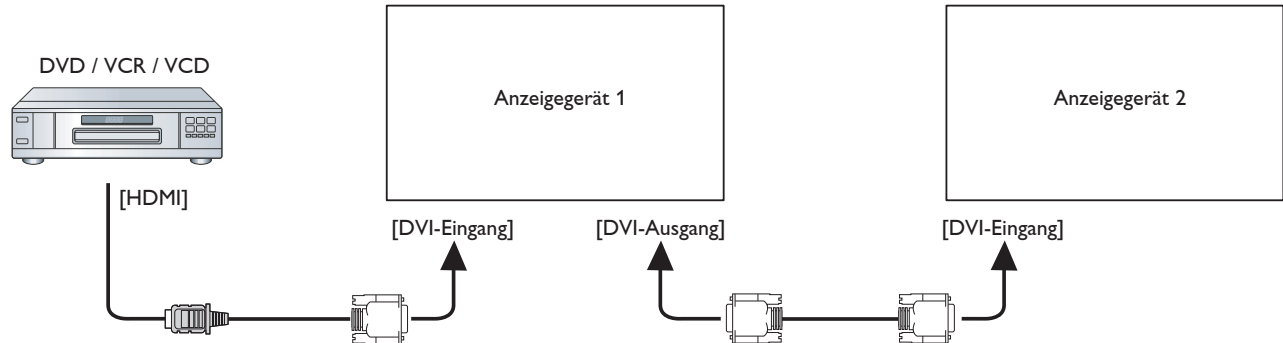 DVD / VCR / VCD
Anzeigegerät 1
Anzeigegerät 2
[HDMI]
[DVI-Eingang]
[DVI-Ausgang]
[DVI-Eingang]